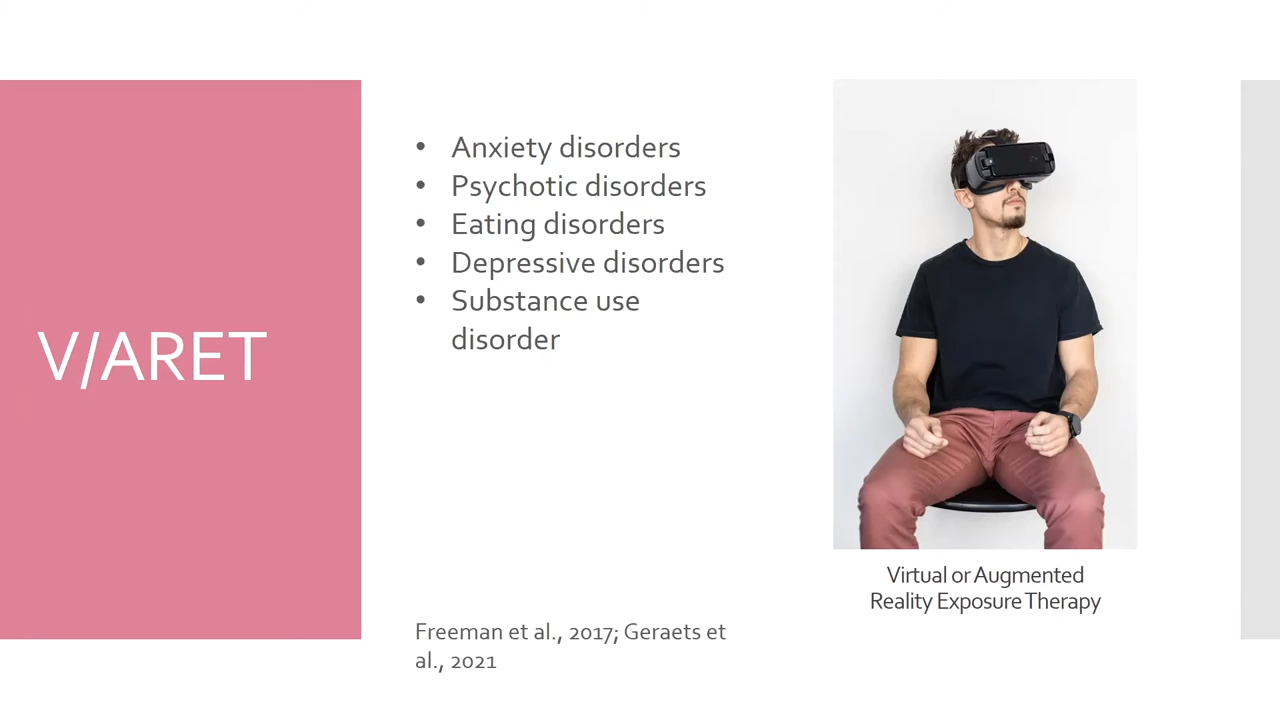 V/ARET
• Anxiety disorders
• Psychotic disorders
• Eating disorders
• Depressive disorders
• Substance use
disorder
Virtual or Augmented
Reality Exposure Therapy
Freeman et al., 2017; Geraets et
al., 2021